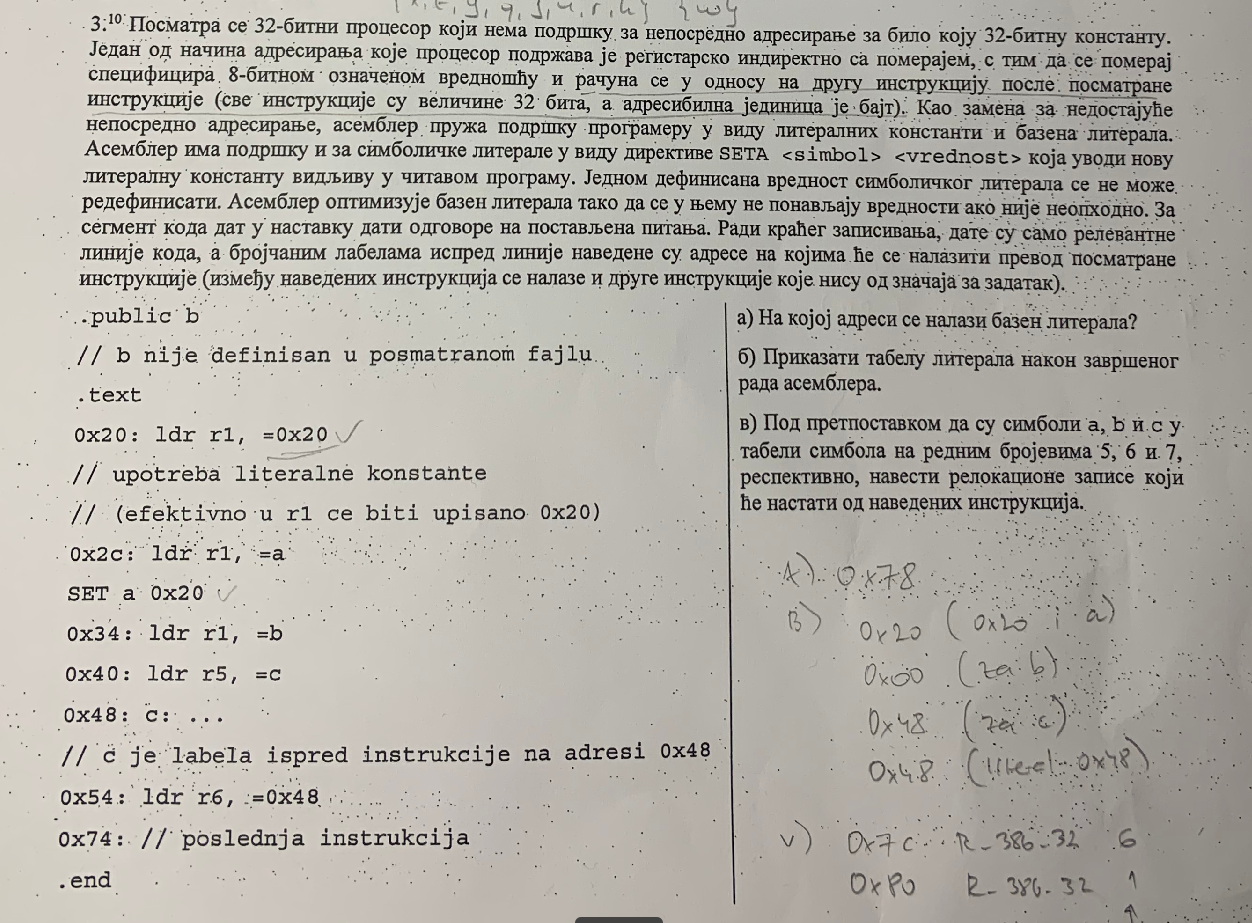 3.¹⁰ Посматра се 32-битни процесор који нема подршку за непосредно адресирање за било коју 32-битну константу.
Један од начина адресирања које процесор подржава је регистарско индиректно са померајем, с тим да се померај
специфицира 8-битном означеном вредношћу и рачуна се у односу на другу инструкцију после посматране
инструкције (све инструкције су величине 32 бита, а адресибилна јединица је бајт). Као замена за недостајуће
непосредно адресирање, асемблер пружа подршку програмеру у виду литералних константи и базена литерала.
Асемблер има подршку и за симболичке литерале у виду директиве SETA <simbol> <vrednost> која уводи нову
литералну константу видљиву у читавом програму. Једном дефинисана вредност симболичког литерала се не може
редефинисати. Асемблер оптимизује базен литерала тако да се у њему не понављају вредности ако није неопходно. За
сегмент кода дат у наставку дати одговоре на постављена питања. Ради краћег записивања, дате су само релевантне
линије кода, а бројчаним лабелама испред линије наведене су адресе на којима ће се налазити превод посматране
инструкције (између наведених инструкција се налазе и друге инструкције које нису од значаја за задатак).
.public b
// b nije definisan u posmatranom fajlu
.text
0x20: ldr r1, =0x20
// upotreba literalne konstante
// (efektivno u r1 ce biti upisano 0x20)
0x2c: ldr r1, =a
SET a 0x20
0x34: ldr r1, =b
0x40: ldr r5, =c
0x48: c: ...
// c je labela ispred instrukcije na adresi 0x48
0x54: ldr r6, =0x48
0x74: // poslednja instrukcija
.end
а) На којој адреси се налази базен литерала?
б) Приказати табелу литерала након завршеног
рада асемблера.
в) Под претпоставком да су симболи a, b и c у
табели симбола на редним бројевима 5, 6 и 7,
респективно, навести релокационе записе који
ће настати од наведених инструкција.
A) 0x78
B) 0x20 (0x20 i a)
0x00 (za b)
0x48 (za c)
0x48 (literal 0x48)
V) 0x7c R_386_32 6
0x80 R_386_32 1